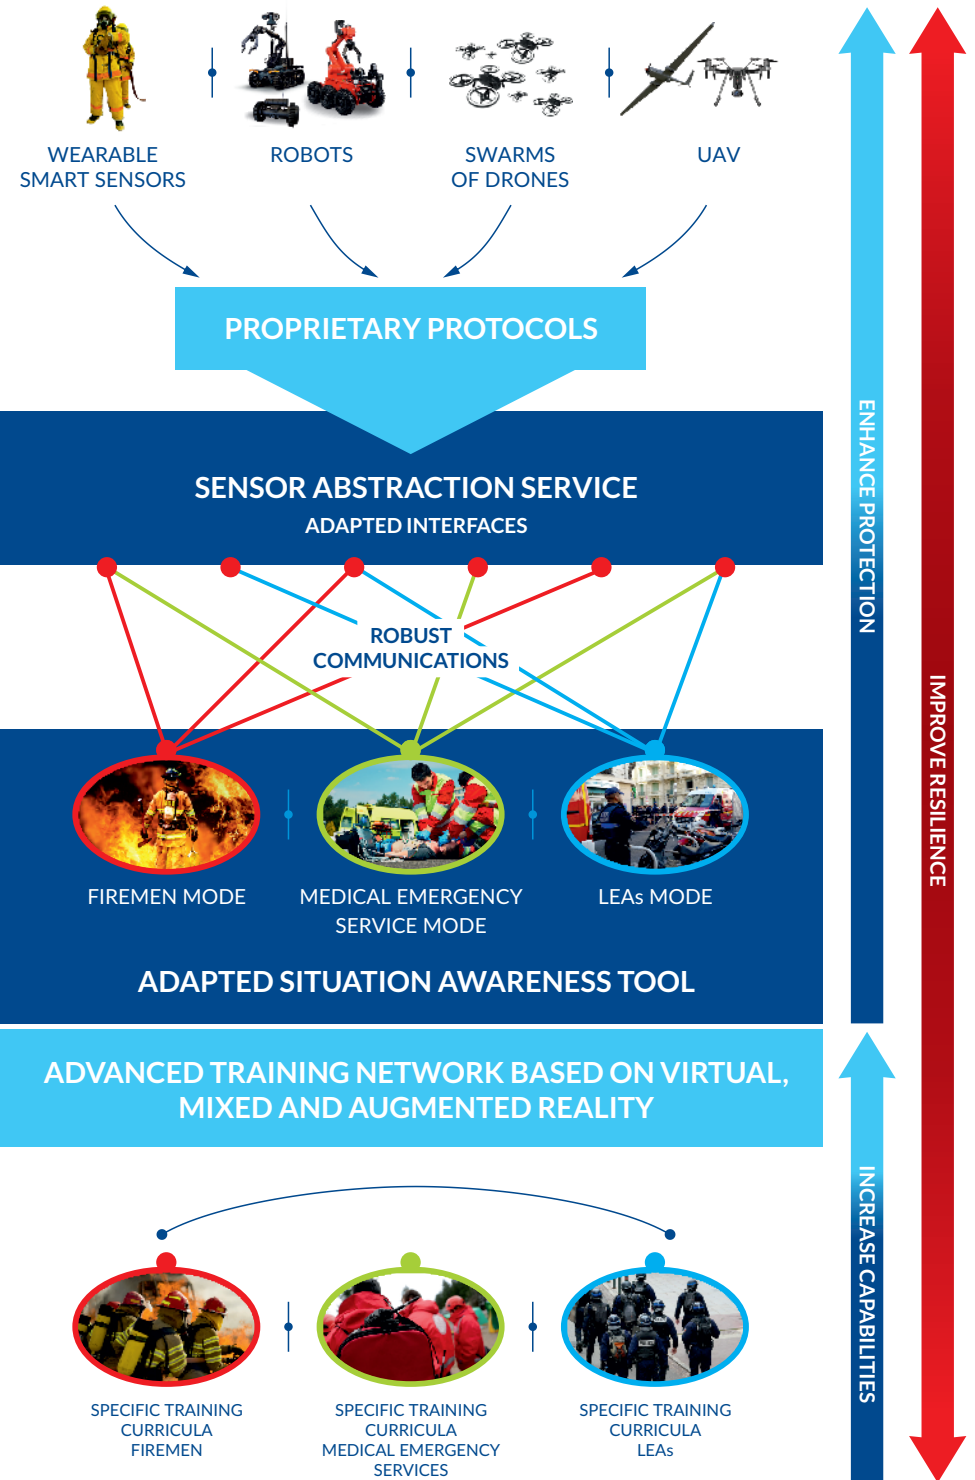 WEARABLE
SMART SENSORS
ROBOTS
SWARMS
OF DRONES
UAV
PROPRIETARY PROTOCOLS
SENSOR ABSTRACTION SERVICE
ADAPTED INTERFACES
ROBUST
COMMUNICATIONS
FIREMEN MODE
MEDICAL EMERGENCY
SERVICE MODE
LEAs MODE
ADAPTED SITUATION AWARENESS TOOL
ADVANCED TRAINING NETWORK BASED ON VIRTUAL,
MIXED AND AUGMENTED REALITY
SPECIFIC TRAINING
CURRICULA
FIREMEN
SPECIFIC TRAINING
CURRICULA
MEDICAL EMERGENCY
SERVICES
SPECIFIC TRAINING
CURRICULA
LEAs
ENHANCE PROTECTION
INCREASE CAPABILITIES
IMPROVE RESILIENCE